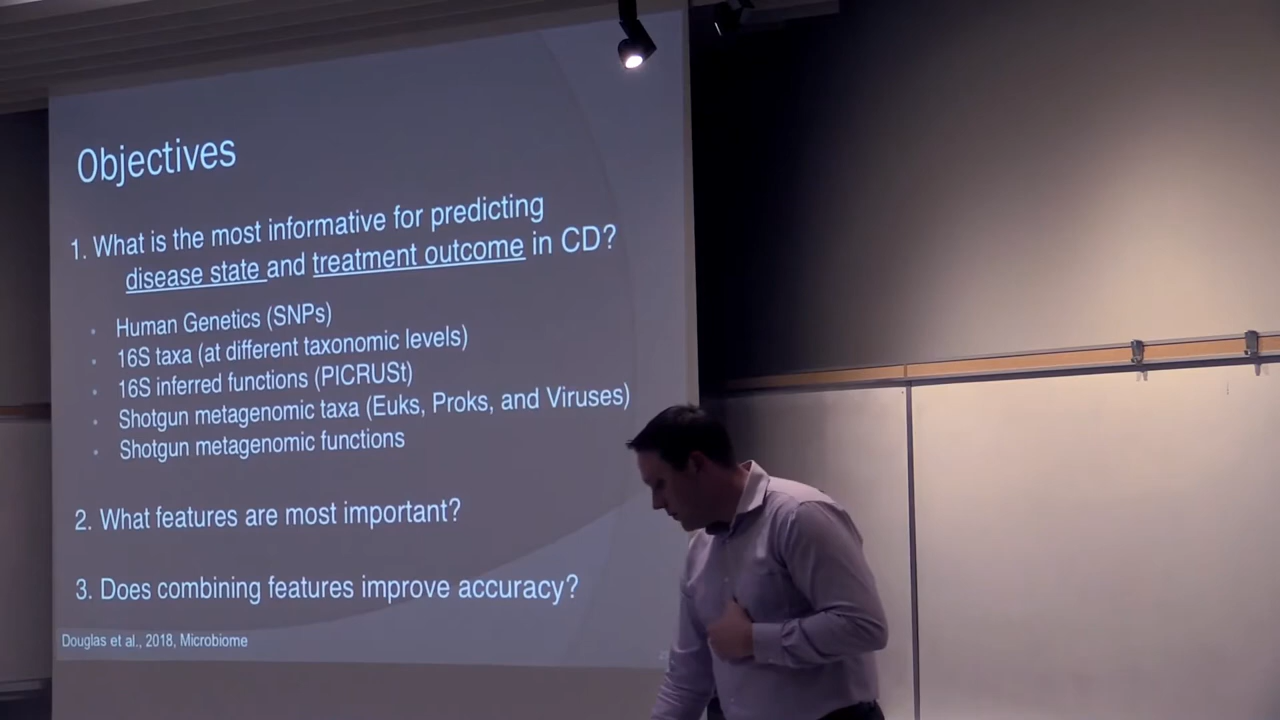 Objectives
1. What is the most informative for predicting
disease state and treatment outcome in CD?
• Human Genetics (SNPs)
• 16S taxa (at different taxonomic levels)
• 16S inferred functions (PICRUSt)
• Shotgun metagenomic taxa (Euks, Proks, and Viruses)
• Shotgun metagenomic functions
2. What features are most important?
3. Does combining features improve accuracy?
Douglas et al., 2018, Microbiome